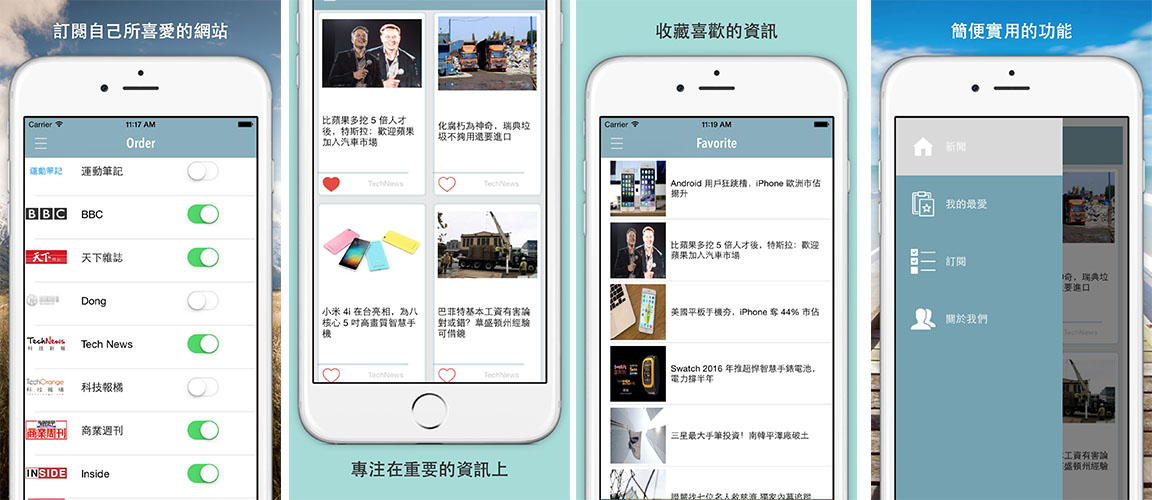 訂閱自己所喜愛的網站
Carrier
11:17 AM
Order
運動筆記
運動筆記
BBC
BBC
天下
天下雜誌
Dong
TechNews
科技新報
Tech News
TechOrange
科技報橘
科技報橘
商業周刊
商業週刊
INSIDE
Inside
比蘋果多挖 5 倍人才
後，特斯拉：歡迎蘋果
加入汽車市場
TechNews
化腐朽為神奇，瑞典垃
圾不夠用還要進口
TechNews
小米 4i 在台亮相，為八
核心 5 吋高畫質智慧手
機
TechNews
巴菲特基本工資有害論
對或錯？華盛頓州經驗
可借鏡
TechNews
專注在重要的資訊上
收藏喜歡的資訊
Carrier
11:19 AM
Favorite
Android 用戶狂跳槽，iPhone 歐洲市佔
揚升
比蘋果多挖 5 倍人才後，特斯拉：歡迎
蘋果加入汽車市場
美國平板手機夯，iPhone 奪 44% 市佔
Swatch 2016 年推超悍智慧手錶電池，
電力撐半年
三星最大手筆投資！南韓平澤廠破土
簡便實用的功能
新聞
我的最愛
訂閱
關於我們
奇，瑞典垃
要進口
TechNews
工資有害論
盛頓州經驗